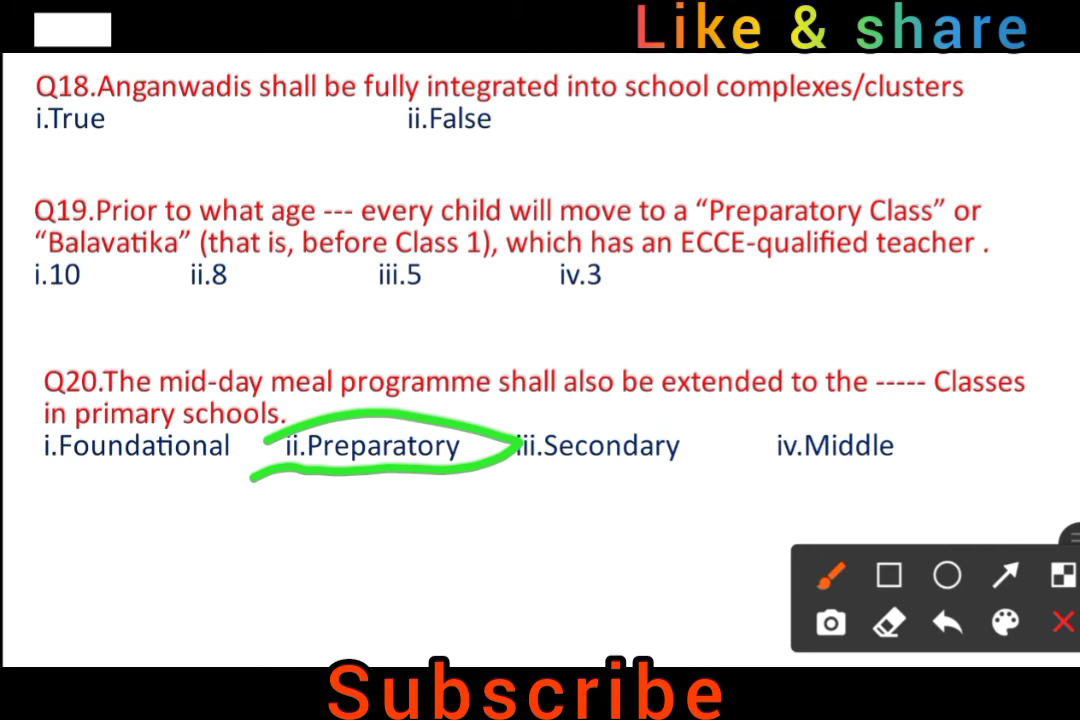 Like & share
Q18.Anganwadis shall be fully integrated into school complexes/clusters
i.True ii.False
Q19.Prior to what age --- every child will move to a “Preparatory Class” or
“Balavatika” (that is, before Class 1), which has an ECCE-qualified teacher .
i.10 ii.8 iii.5 iv.3
Q20.The mid-day meal programme shall also be extended to the ----- Classes
in primary schools.
i.Foundational ii.Preparatory iii.Secondary iv.Middle
Subscribe